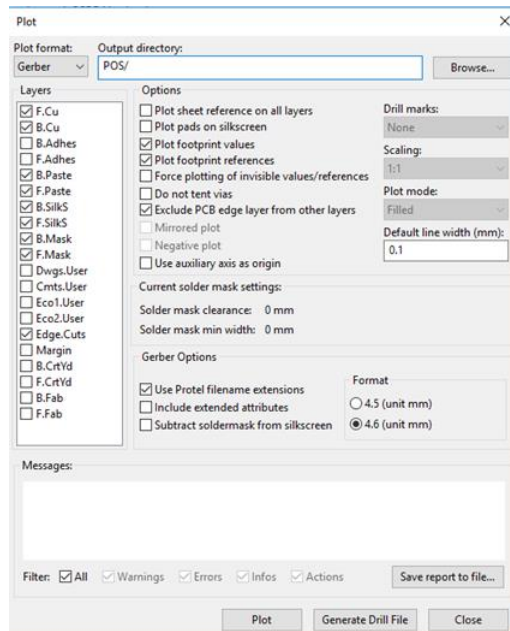 Plot
Plot format:
Output directory:
Gerber
POS/
Browse...
Layers
F.Cu
B.Cu
B.Adhes
F.Adhes
B.Paste
F.Paste
B.SilkS
F.SilkS
B.Mask
F.Mask
Dwgs.User
Cmts.User
Eco1.User
Eco2.User
Edge.Cuts
Margin
B.CrtYd
F.CrtYd
B.Fab
F.Fab
Options
Plot sheet reference on all layers
Plot pads on silkscreen
Plot footprint values
Plot footprint references
Force plotting of invisible values/references
Do not tent vias
Exclude PCB edge layer from other layers
Mirrored plot
Negative plot
Use auxiliary axis as origin
Drill marks:
None
Scaling:
1:1
Plot mode:
Filled
Default line width (mm):
0.1
Current solder mask settings:
Solder mask clearance: 0 mm
Solder mask min width: 0 mm
Gerber Options
Use Protel filename extensions
Include extended attributes
Subtract soldermask from silkscreen
Format
4.5 (unit mm)
4.6 (unit mm)
Messages:
Filter: All Warnings Errors Infos Actions
Save report to file...
Plot
Generate Drill File
Close